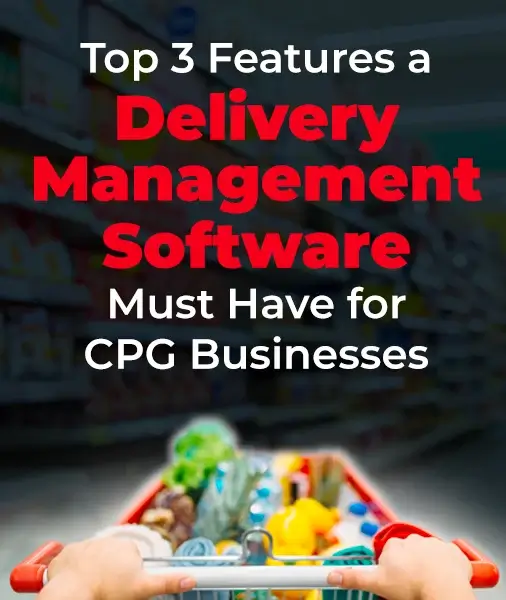 Top 3 Features a
Delivery
Management
Software
Must Have for
CPG Businesses